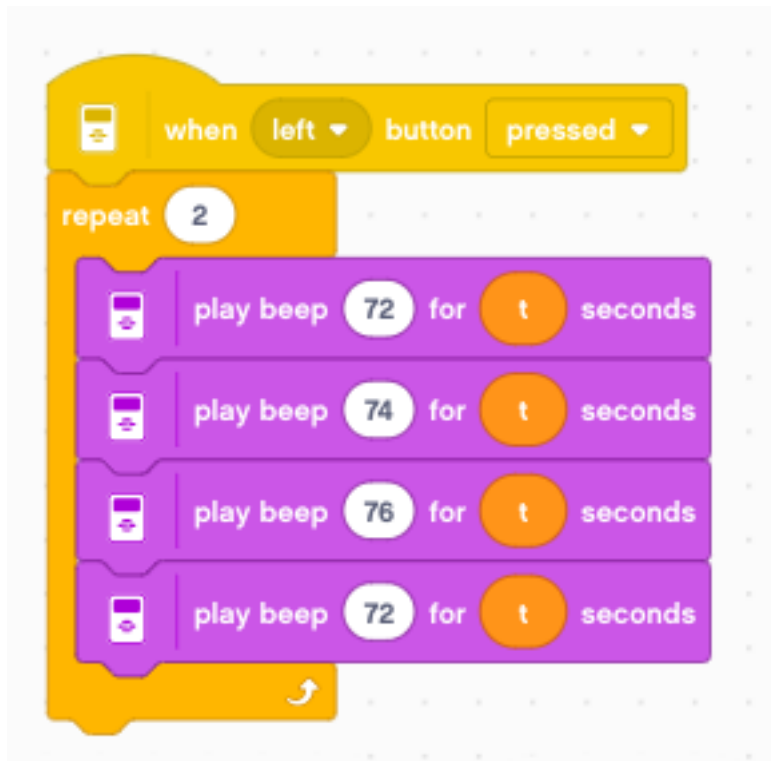 when left button pressed
repeat 2
play beep 72 for t seconds
play beep 74 for t seconds
play beep 76 for t seconds
play beep 72 for t seconds